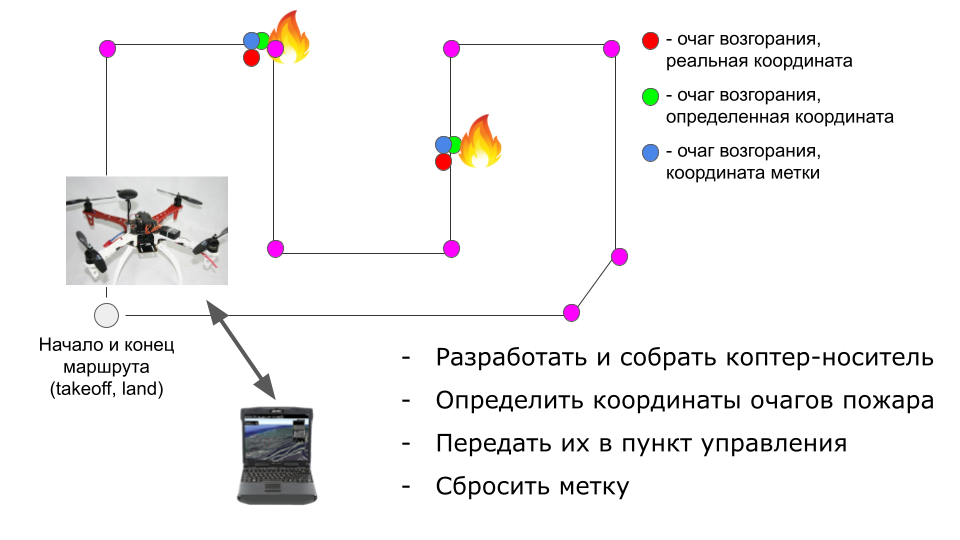 - очаг возгорания,
реальная координата
- очаг возгорания,
определенная координата
- очаг возгорания,
координата метки
Начало и конец
маршрута
(takeoff, land)
- Разработать и собрать коптер-носитель
- Определить координаты очагов пожара
- Передать их в пункт управления
- Сбросить метку